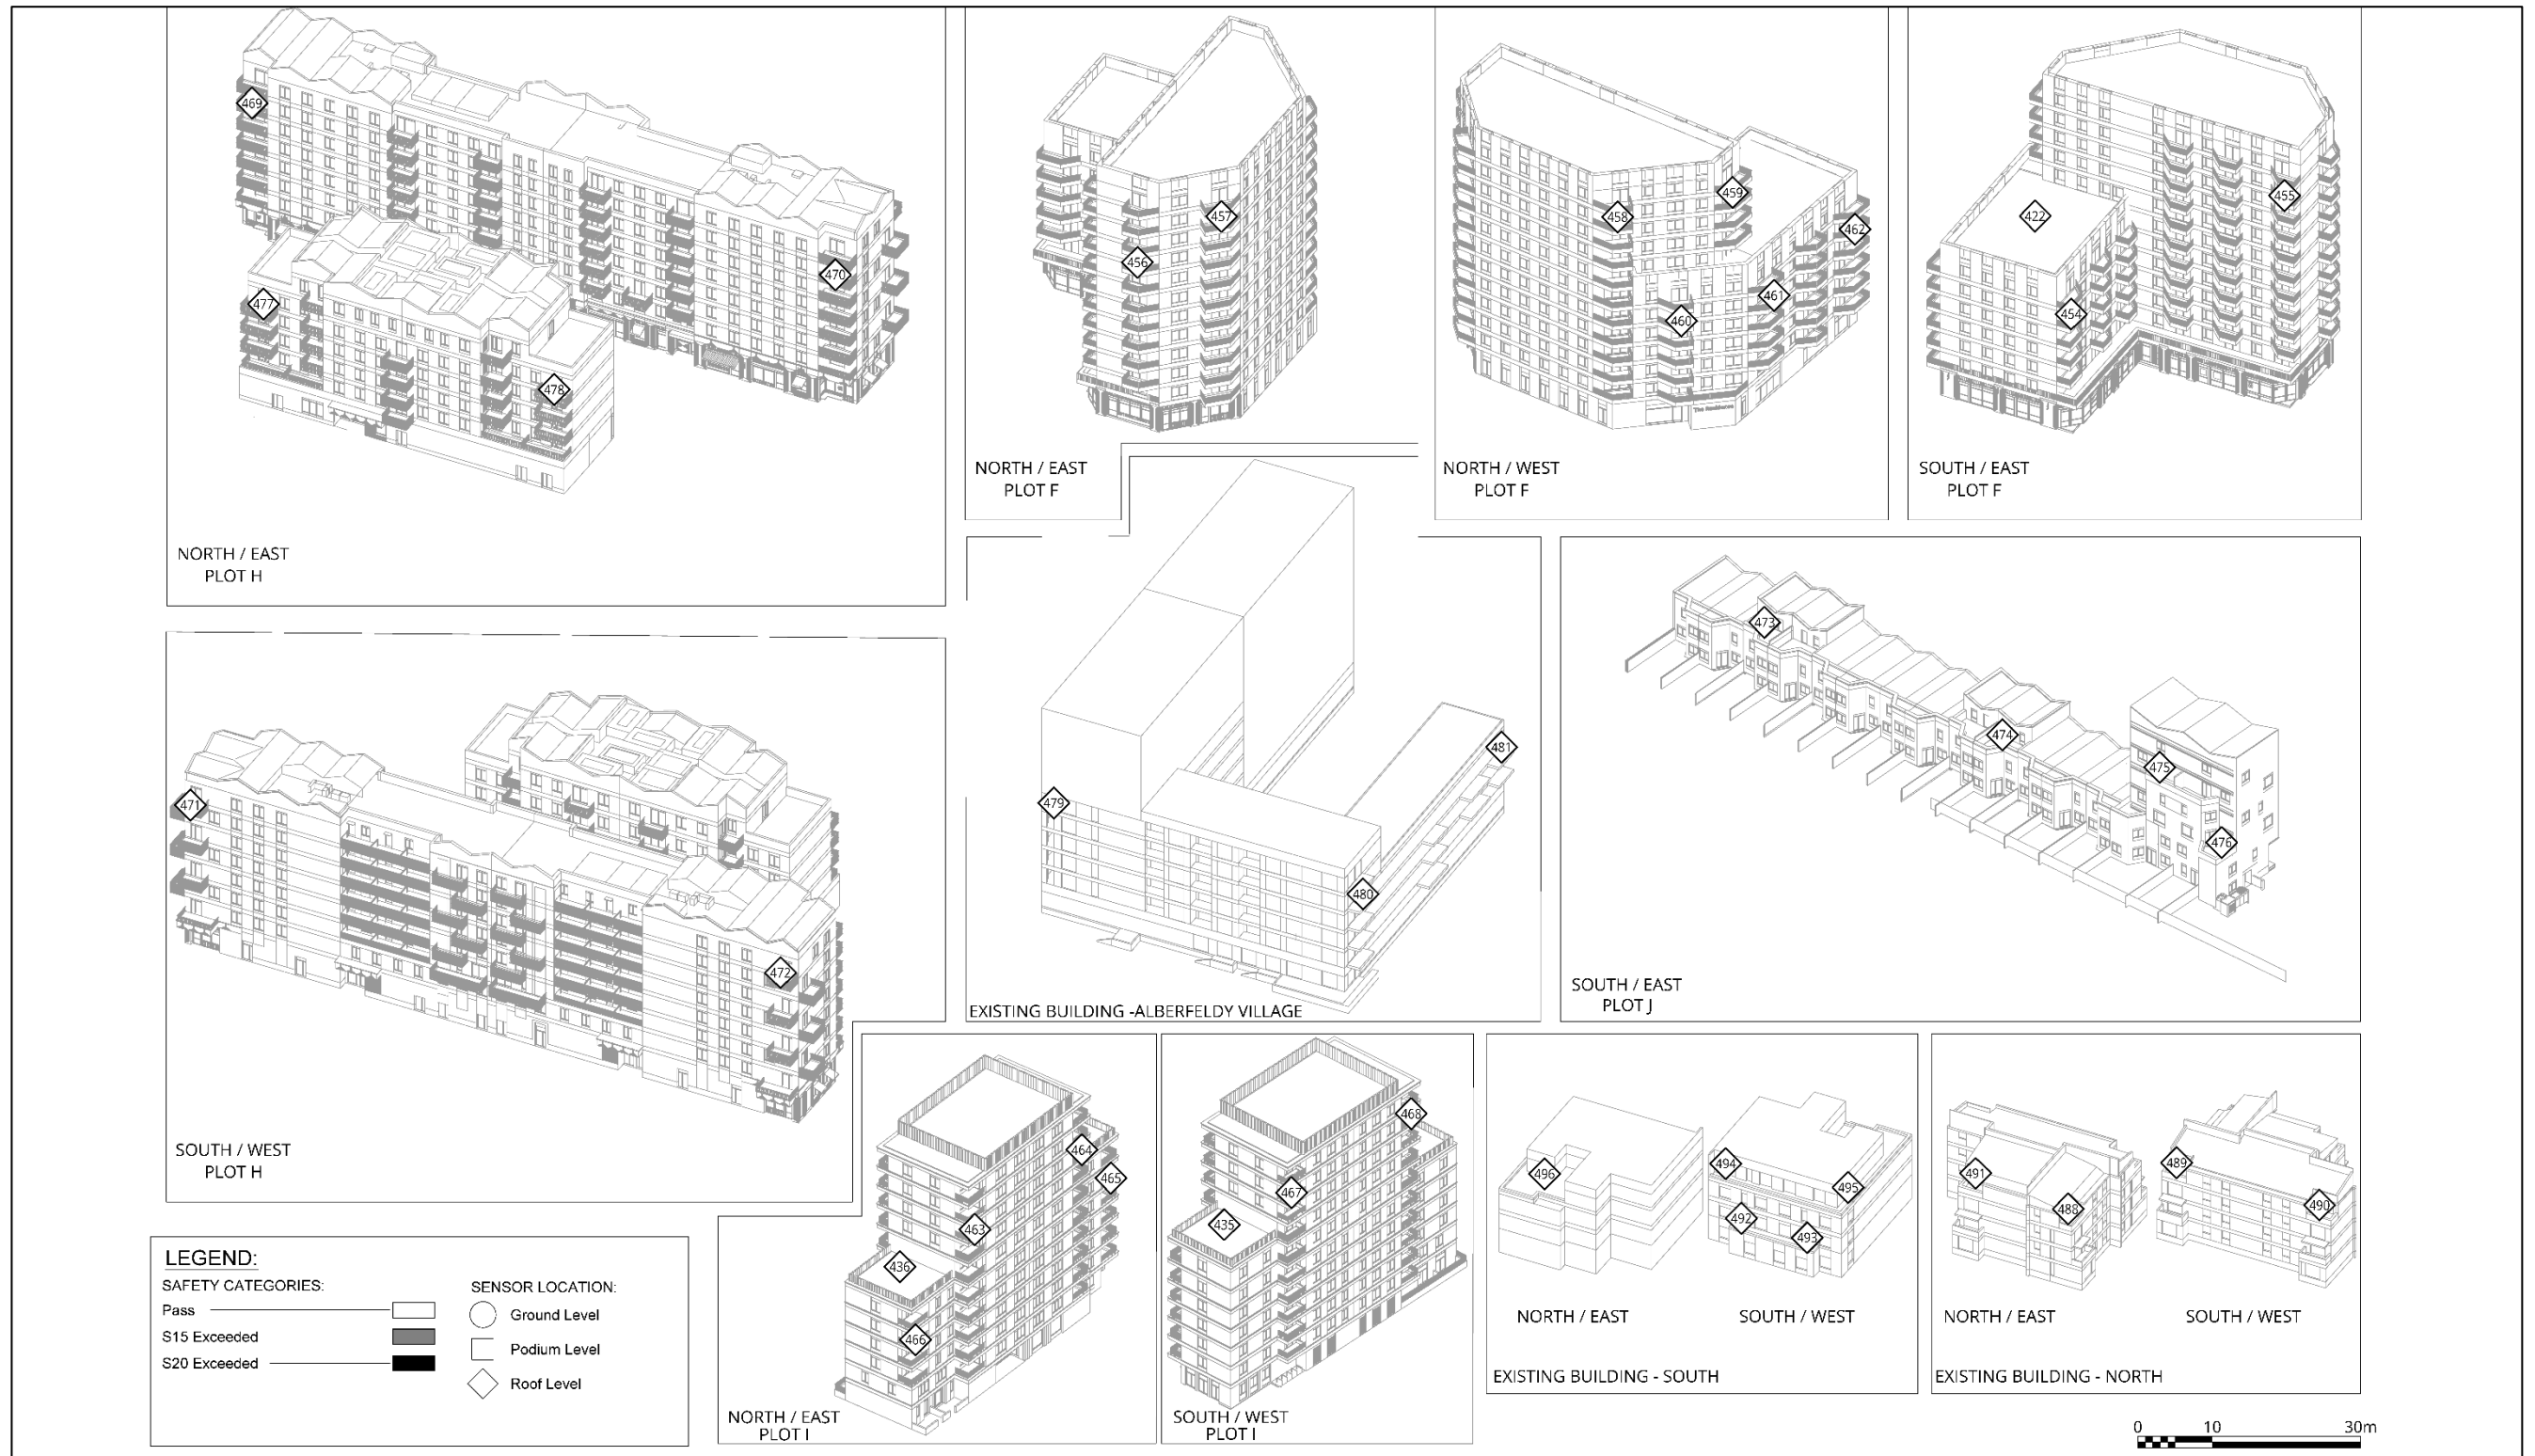 469
470
477
478
NORTH / EAST
PLOT H
456
457
NORTH / EAST
PLOT F
458
459
462
461
460
The Residence
NORTH / WEST
PLOT F
422
455
454
SOUTH / EAST
PLOT F
471
472
SOUTH / WEST
PLOT H
479
481
480
EXISTING BUILDING -ALBERFELDY VILLAGE
473
474
475
476
SOUTH / EAST
PLOT J
464
465
463
436
466
NORTH / EAST
PLOT I
468
467
435
SOUTH / WEST
PLOT I
496
494
495
492
493
NORTH / EAST
SOUTH / WEST
EXISTING BUILDING - SOUTH
491
488
489
490
NORTH / EAST
SOUTH / WEST
EXISTING BUILDING - NORTH
LEGEND:
SAFETY CATEGORIES:
Pass
S15 Exceeded
S20 Exceeded
SENSOR LOCATION:
Ground Level
Podium Level
Roof Level
0 10 30m